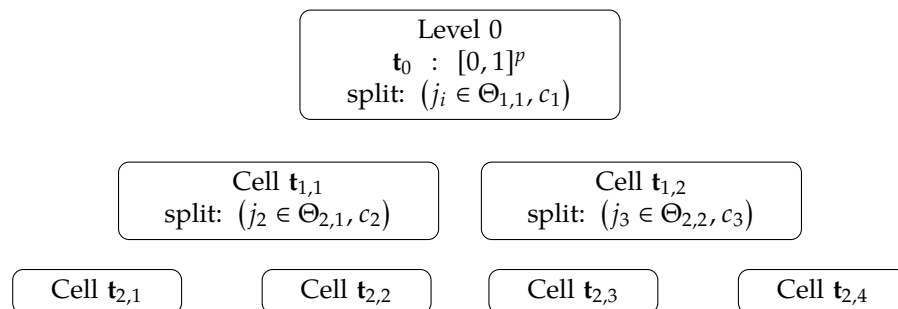 Level 0
𝐭₀ : [0, 1]ᵖ
split: (jᵢ ∈ Θ₁,₁, c₁)
Cell 𝐭₁,₁
split: (j₂ ∈ Θ₂,₁, c₂)
Cell 𝐭₁,₂
split: (j₃ ∈ Θ₂,₂, c₃)
Cell 𝐭₂,₁
Cell 𝐭₂,₂
Cell 𝐭₂,₃
Cell 𝐭₂,₄